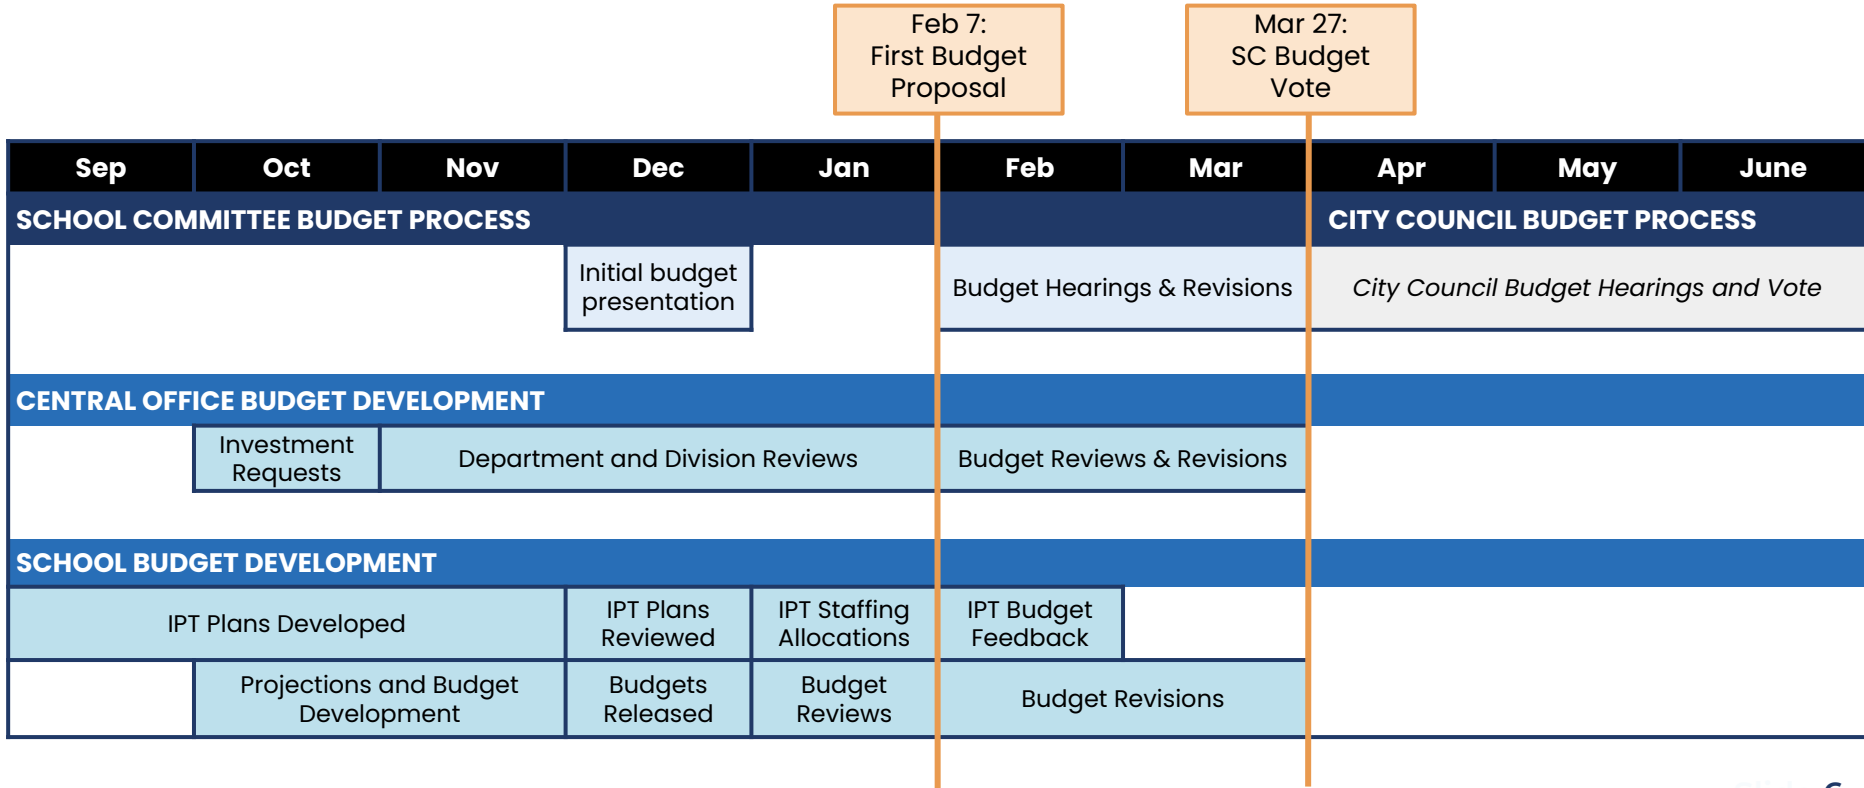 Feb 7:
First Budget
Proposal
Mar 27:
SC Budget
Vote
Sep Oct Nov Dec Jan Feb Mar Apr May June
SCHOOL COMMITTEE BUDGET PROCESS
CITY COUNCIL BUDGET PROCESS
Initial budget
presentation
Budget Hearings & Revisions
City Council Budget Hearings and Vote
CENTRAL OFFICE BUDGET DEVELOPMENT
Investment
Requests
Department and Division Reviews
Budget Reviews & Revisions
SCHOOL BUDGET DEVELOPMENT
IPT Plans Developed
IPT Plans
Reviewed
IPT Staffing
Allocations
IPT Budget
Feedback
Projections and Budget
Development
Budgets
Released
Budget
Reviews
Budget Revisions